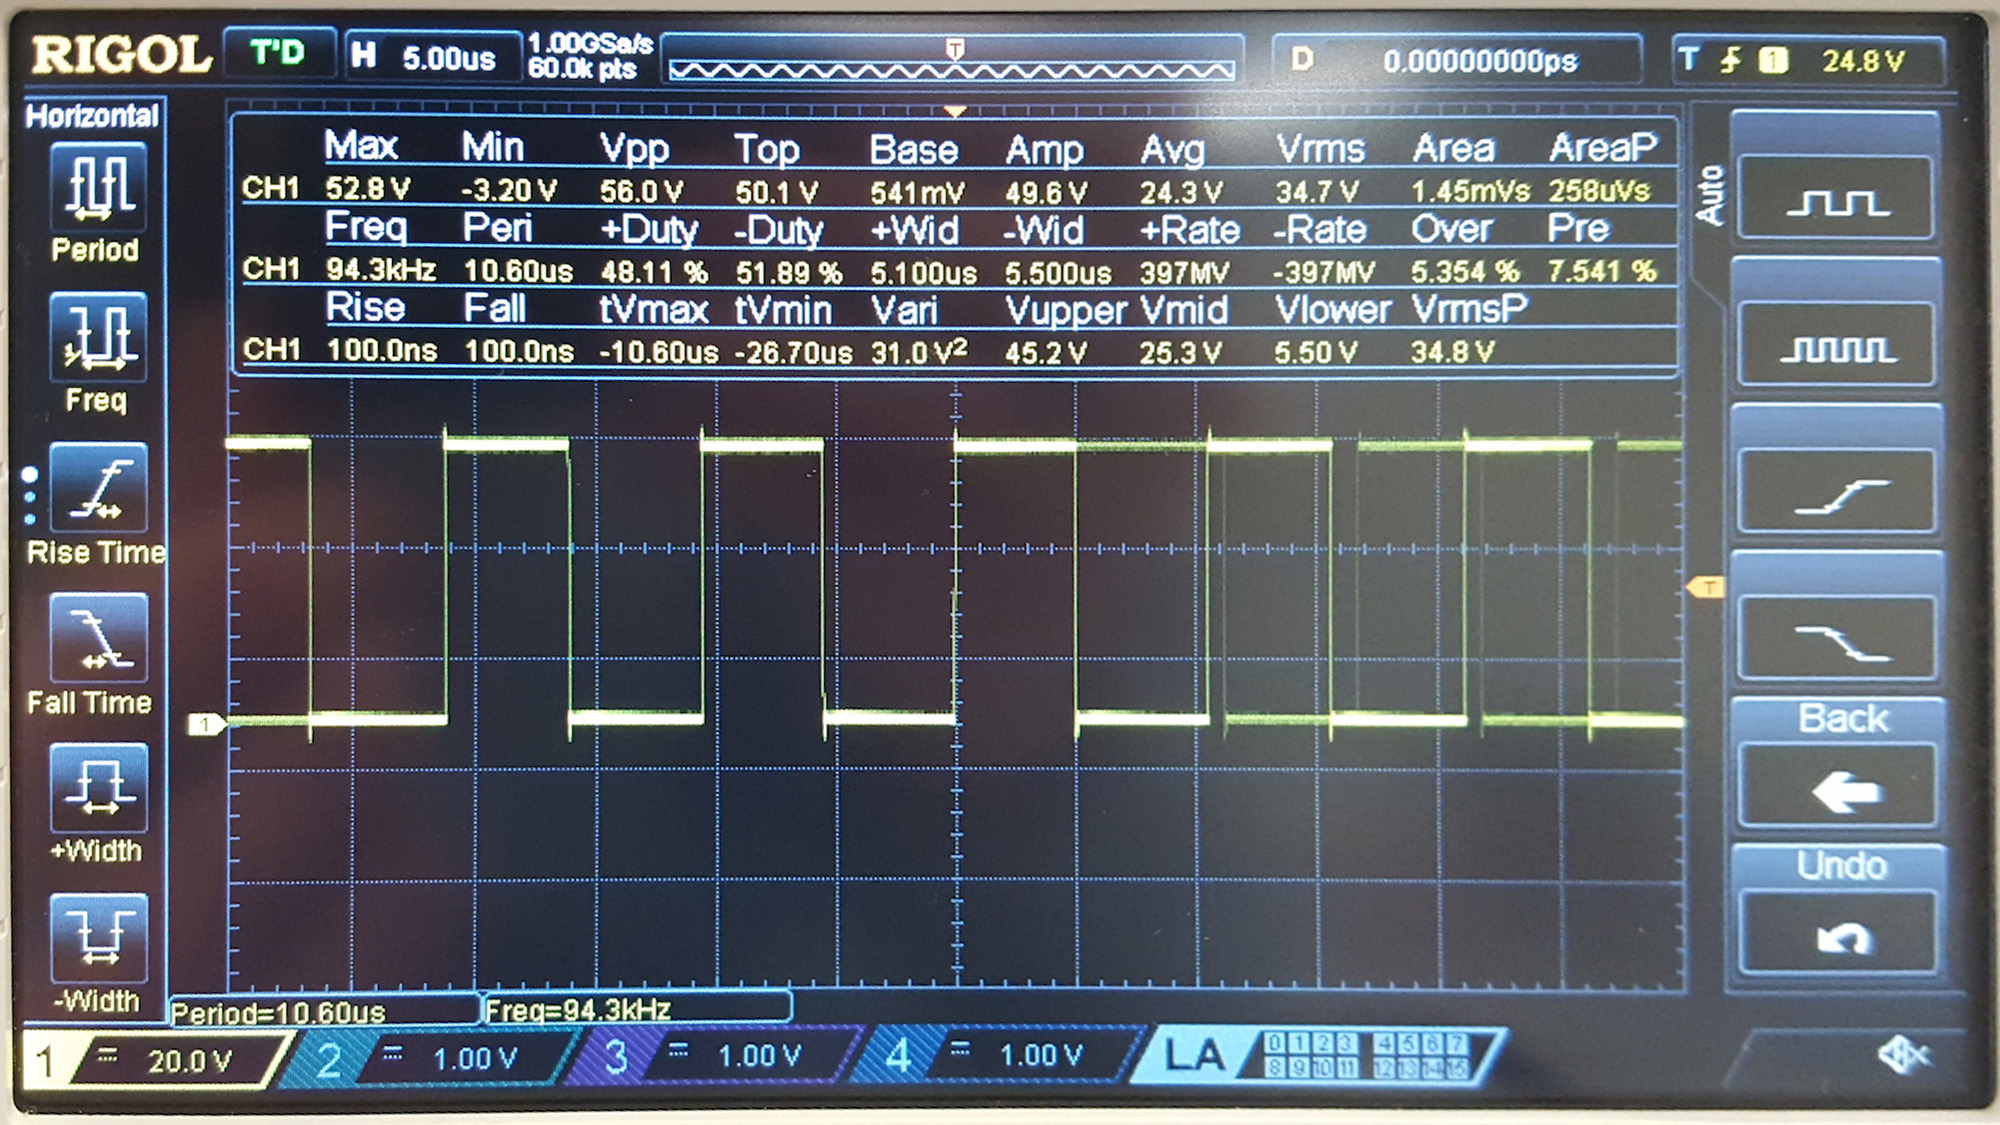 RIGOL T'D H 5.00us 1.00GSa/s 60.0k pts T D 0.00000000ps T 1 24.8 V
Horizontal
Period
Freq
Rise Time
Fall Time
+Width
-Width
Max Min Vpp Top Base Amp Avg Vrms Area AreaP
CH1 52.8 V -3.20 V 56.0 V 50.1 V 541mV 49.6 V 24.3 V 34.7 V 1.45mVs 258uVs
Freq Peri +Duty -Duty +Wid -Wid +Rate -Rate Over Pre
CH1 94.3kHz 10.60us 48.11 % 51.89 % 5.100us 5.500us 397MV -397MV 5.354 % 7.541 %
Rise Fall tVmax tVmin Vari Vupper Vmid Vlower VrmsP
CH1 100.0ns 100.0ns -10.60us -26.70us 31.0 V² 45.2 V 25.3 V 5.50 V 34.8 V
1
T
Auto
Back
Undo
Period=10.60us Freq=94.3kHz
1 20.0 V 2 1.00 V 3 1.00 V 4 1.00 V LA 0 1 2 3 4 5 6 7
8 9 10 11 12 13 14 15